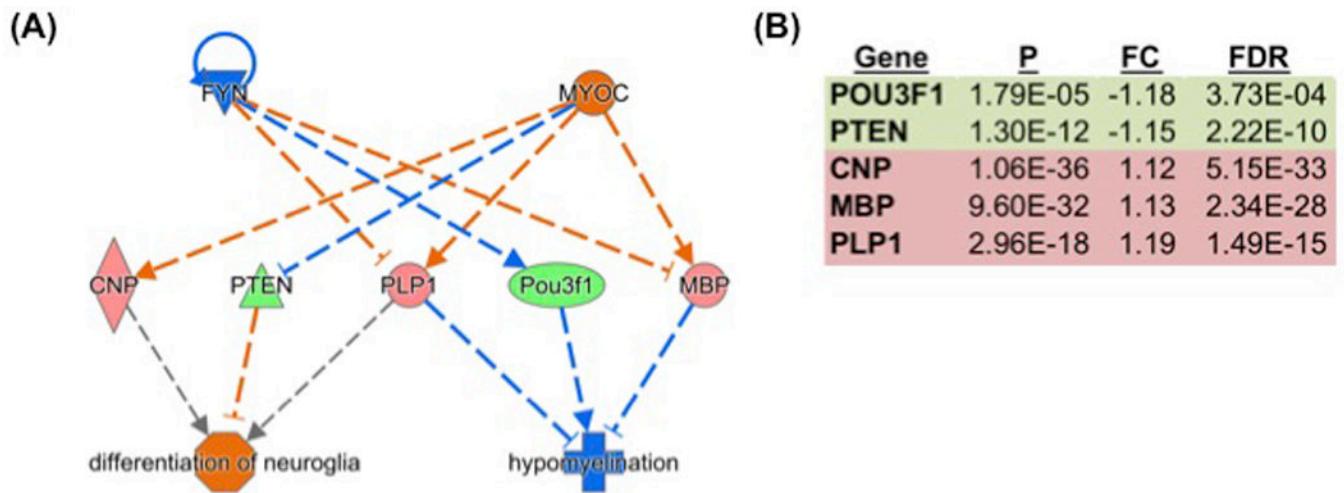 (A)
FYN
MYOC
CNP
PTEN
PLP1
Pou3f1
MBP
differentiation of neuroglia
hypomyelination
(B)
Gene P FC FDR
POU3F1 1.79E-05 -1.18 3.73E-04
PTEN 1.30E-12 -1.15 2.22E-10
CNP 1.06E-36 1.12 5.15E-33
MBP 9.60E-32 1.13 2.34E-28
PLP1 2.96E-18 1.19 1.49E-15